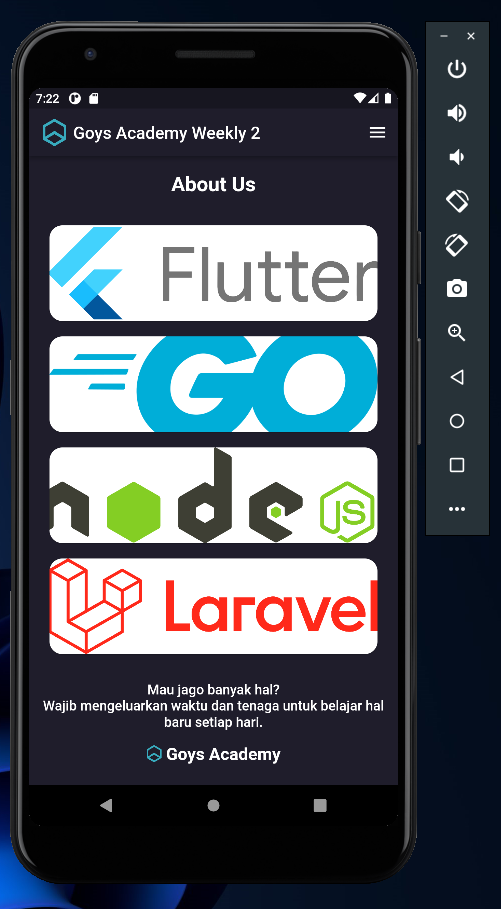 7:22
Goys Academy Weekly 2
About Us
Flutter
GO
node
JS
Laravel
Mau jago banyak hal?
Wajib mengeluarkan waktu dan tenaga untuk belajar hal
baru setiap hari.
Goys Academy